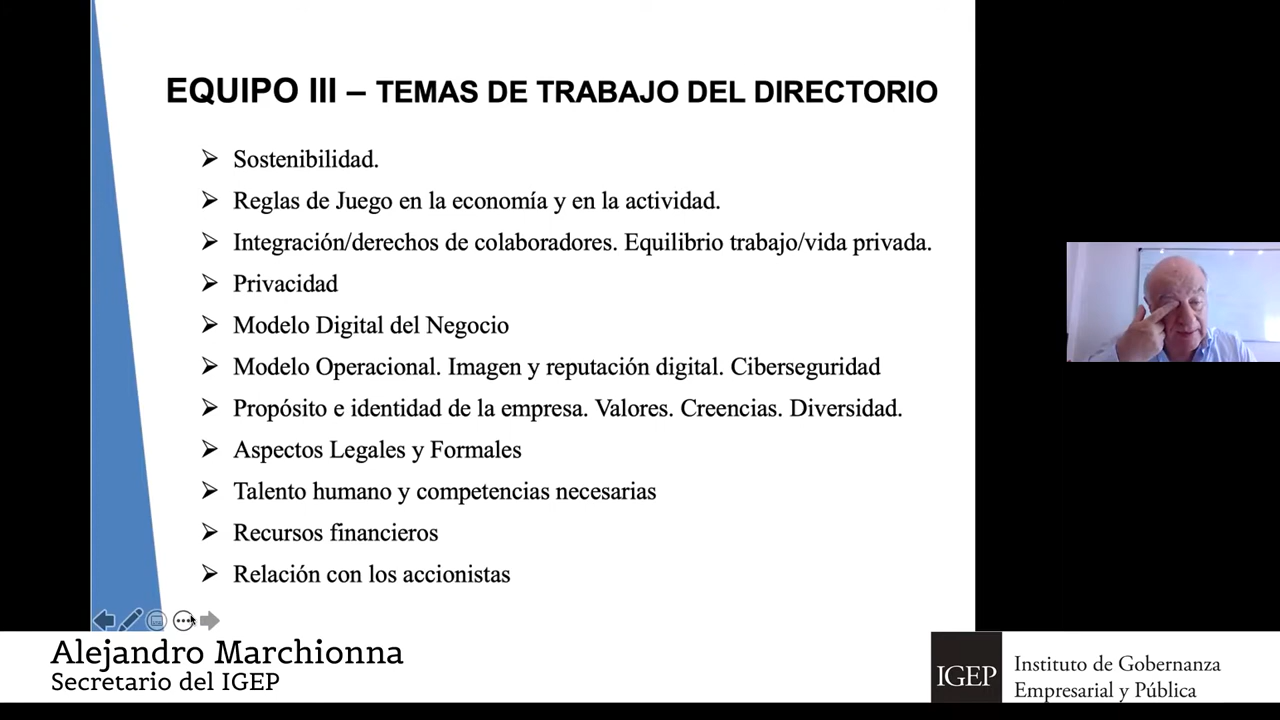 EQUIPO III – TEMAS DE TRABAJO DEL DIRECTORIO
Sostenibilidad.
Reglas de Juego en la economía y en la actividad.
Integración/derechos de colaboradores. Equilibrio trabajo/vida privada.
Privacidad
Modelo Digital del Negocio
Modelo Operacional. Imagen y reputación digital. Ciberseguridad
Propósito e identidad de la empresa. Valores. Creencias. Diversidad.
Aspectos Legales y Formales
Talento humano y competencias necesarias
Recursos financieros
Relación con los accionistas
Alejandro Marchionna
Secretario del IGEP
IGEP
Instituto de Gobernanza
Empresarial y Pública